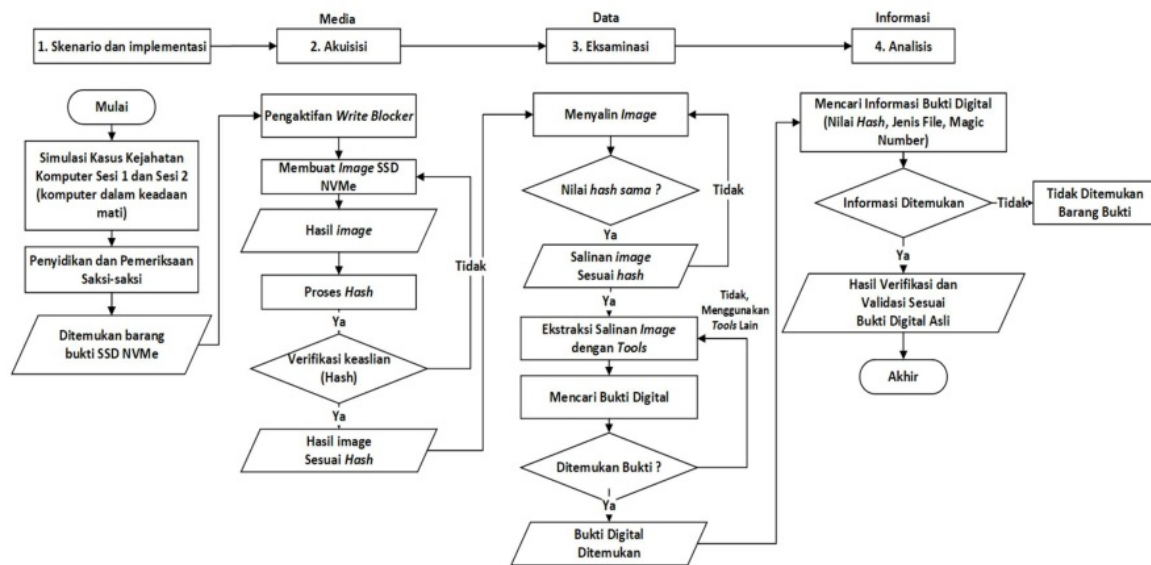 Media
Data
Informasi
1. Skenario dan implementasi
2. Akuisisi
3. Eksaminasi
4. Analisis
Mulai
Simulasi Kasus Kejahatan
Komputer Sesi 1 dan Sesi 2
(komputer dalam keadaan
mati)
Penyidikan dan Pemeriksaan
Saksi-saksi
Ditemukan barang
bukti SSD NVMe
Pengaktifan Write Blocker
Membuat Image SSD
NVMe
Hasil image
Tidak
Proses Hash
Ya
Verifikasi keaslian
(Hash)
Ya
Hasil image
Sesuai Hash
Menyalin Image
Nilai hash sama ?
Tidak
Ya
Salinan image
Sesuai hash
Ya
Tidak,
Menggunakan
Tools Lain
Ekstraksi Salinan Image
dengan Tools
Mencari Bukti Digital
Ditemukan Bukti ?
Ya
Bukti Digital
Ditemukan
Mencari Informasi Bukti Digital
(Nilai Hash, Jenis File, Magic
Number)
Informasi Ditemukan
Tidak
Tidak Ditemukan
Barang Bukti
Ya
Hasil Verifikasi dan
Validasi Sesuai
Bukti Digital Asli
Akhir